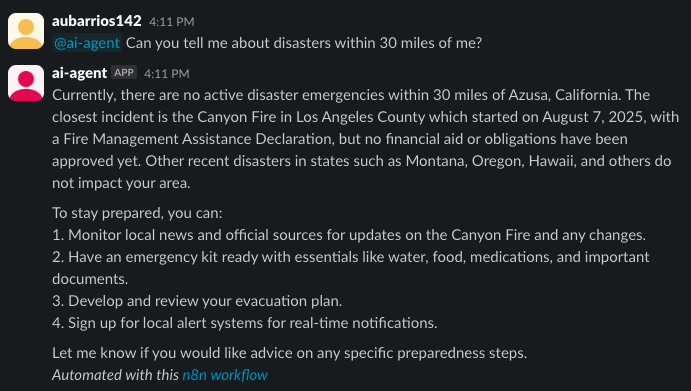 aubarrios142 4:11 PM
@ai-agent Can you tell me about disasters within 30 miles of me?
ai-agent APP 4:11 PM
Currently, there are no active disaster emergencies within 30 miles of Azusa, California. The
closest incident is the Canyon Fire in Los Angeles County which started on August 7, 2025, with
a Fire Management Assistance Declaration, but no financial aid or obligations have been
approved yet. Other recent disasters in states such as Montana, Oregon, Hawaii, and others do
not impact your area.
To stay prepared, you can:
1. Monitor local news and official sources for updates on the Canyon Fire and any changes.
2. Have an emergency kit ready with essentials like water, food, medications, and important
documents.
3. Develop and review your evacuation plan.
4. Sign up for local alert systems for real-time notifications.
Let me know if you would like advice on any specific preparedness steps.
Automated with this n8n workflow